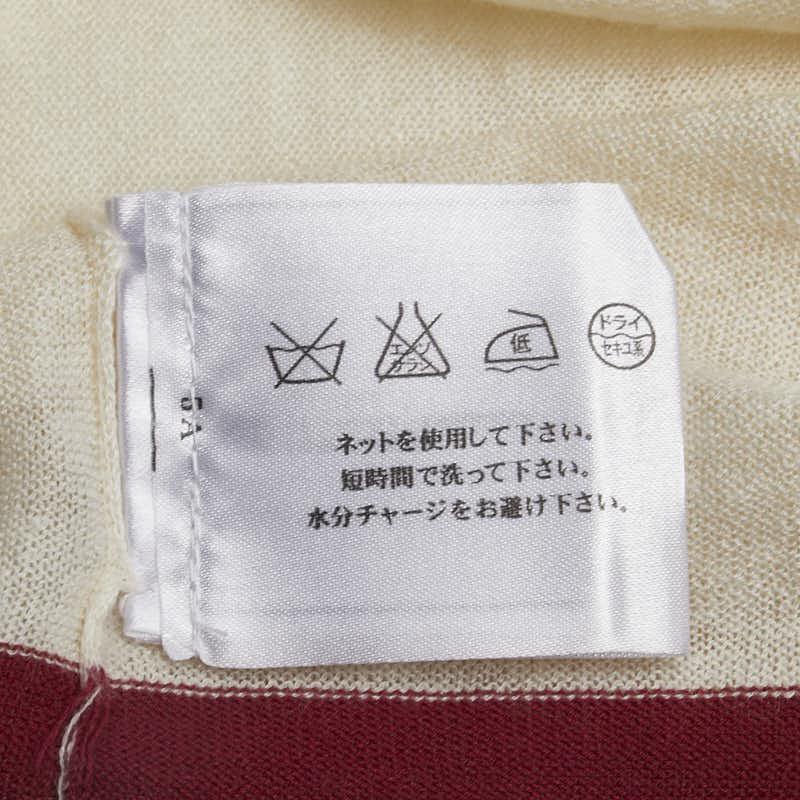 エンソ
サラシ
低
ドライ
セキユ系
5A
ネットを使用して下さい。
短時間で洗って下さい。
水分チャージをお避け下さい。